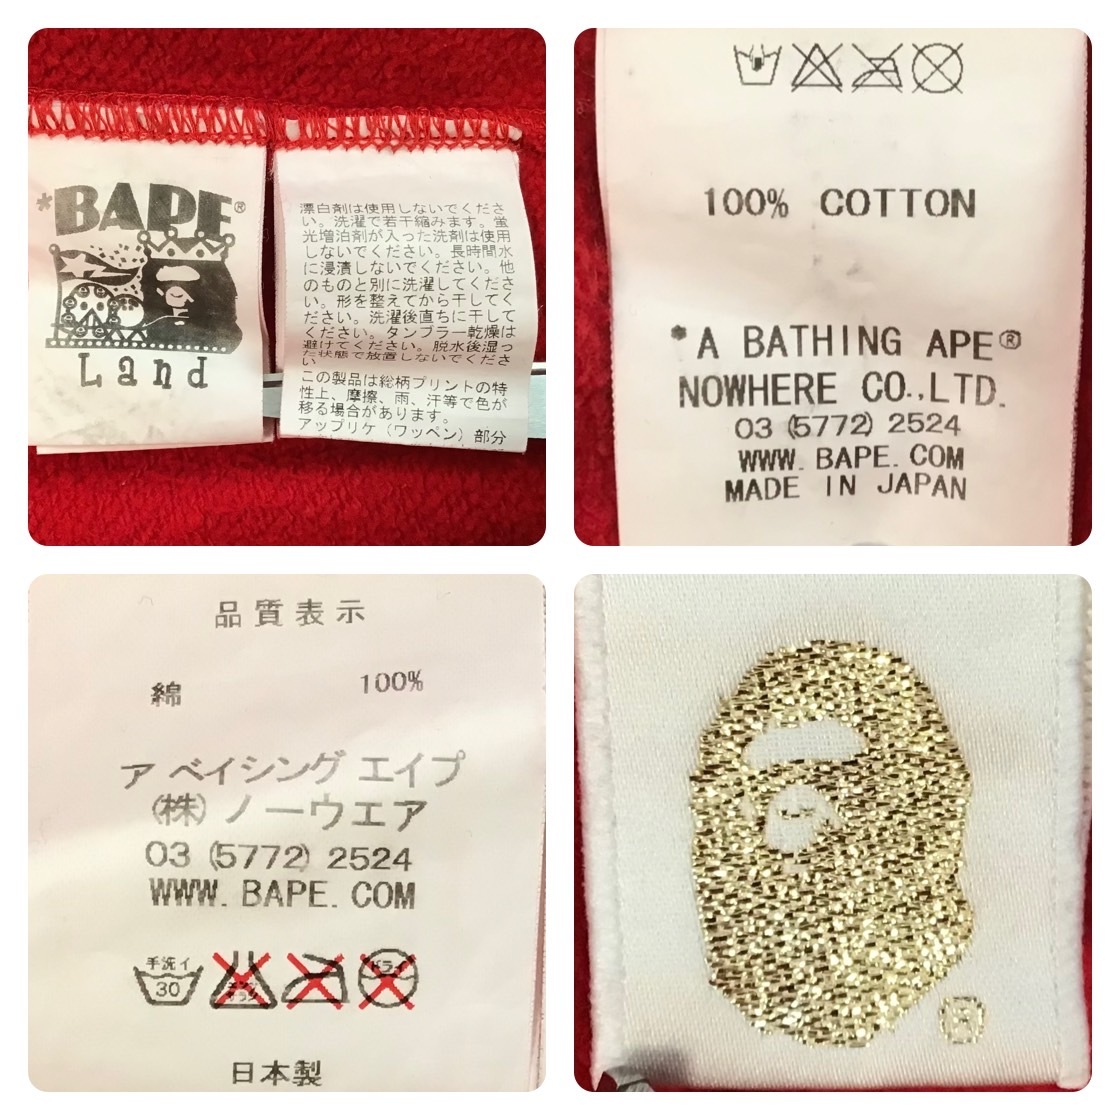 *BAPE®
Land
漂白剤は使用しないでくださ
い。洗濯で若干縮みます。蛍
光増泊剤が入った洗剤は使用
しないでください。長時間水
に浸漬しないでください。他
のものと別に洗濯してくださ
い。形を整えてから干してく
ださい。洗濯後直ちに干して
ください。タンブラー乾燥は
避けてください。脱水後湿っ
た状態で放置しないでくださ
い
この製品は総柄プリントの特
性上、摩擦、雨、汗等で色が
移る場合があります。
アップリケ（ワッペン）部分
100% COTTON
*A BATHING APE®
NOWHERE CO.,LTD.
03 (5772) 2524
WWW. BAPE. COM
MADE IN JAPAN
品質表示
綿 100%
ア ベイシング エイプ
(株) ノーウエア
03 (5772) 2524
WWW. BAPE. COM
手洗イ
30
ドライ
日本製
®